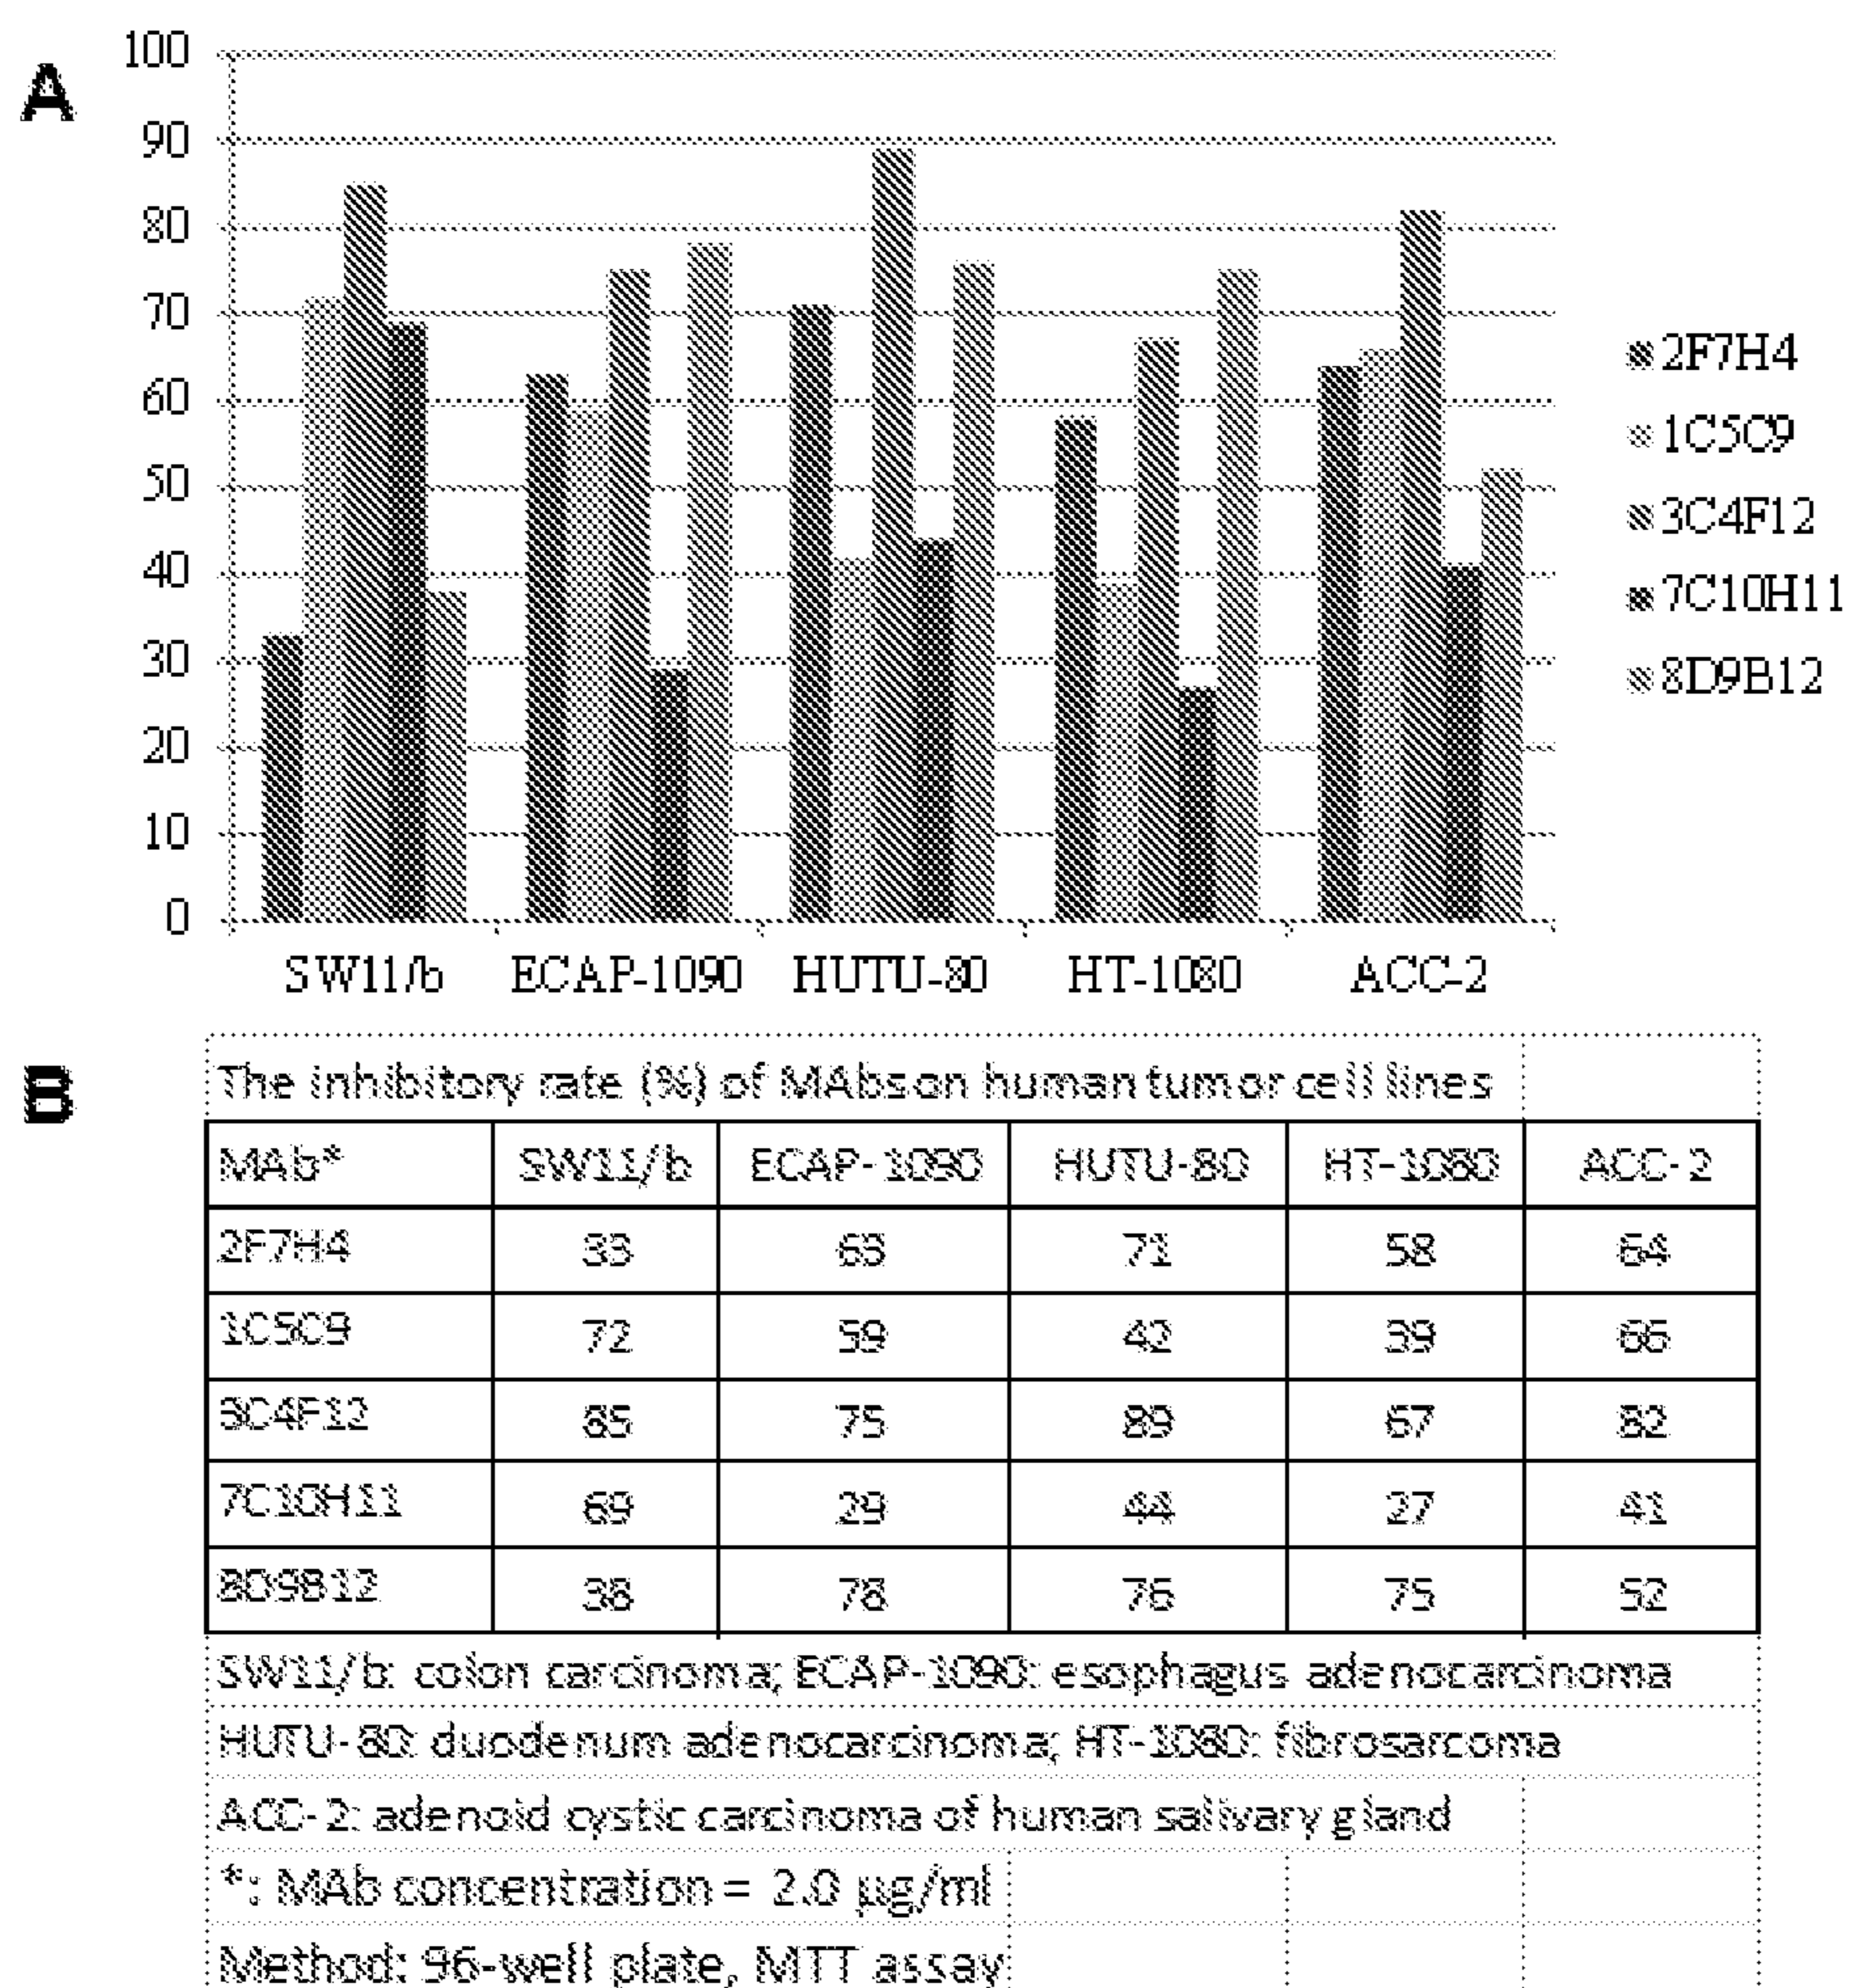 A
100
90
80
70
60
50
40
30
20
10
0
SW11/b ECAP-1090 HUTU-80 HT-1080 ACC-2
2F7H4
1C5C9
3C4F12
7C10H11
8D9B12
B
The inhibitory rate (%) of MAbs on human tumor cell lines
MAb* SW11/b ECAP-1090 HUTU-80 HT-1080 ACC-2
2F7H4 33 63 71 58 64
1C5C9 72 59 42 39 66
3C4F12 85 75 89 67 82
7C10H11 69 29 44 27 41
8D9B12 38 78 76 75 52
SW11/b: colon carcinoma; ECAP-1090: esophagus adenocarcinoma
HUTU-80: duodenum adenocarcinoma; HT-1080: fibrosarcoma
ACC-2: adenoid cystic carcinoma of human salivary gland
*: MAb concentration = 2.0 µg/ml
Method: 96-well plate, MTT assay